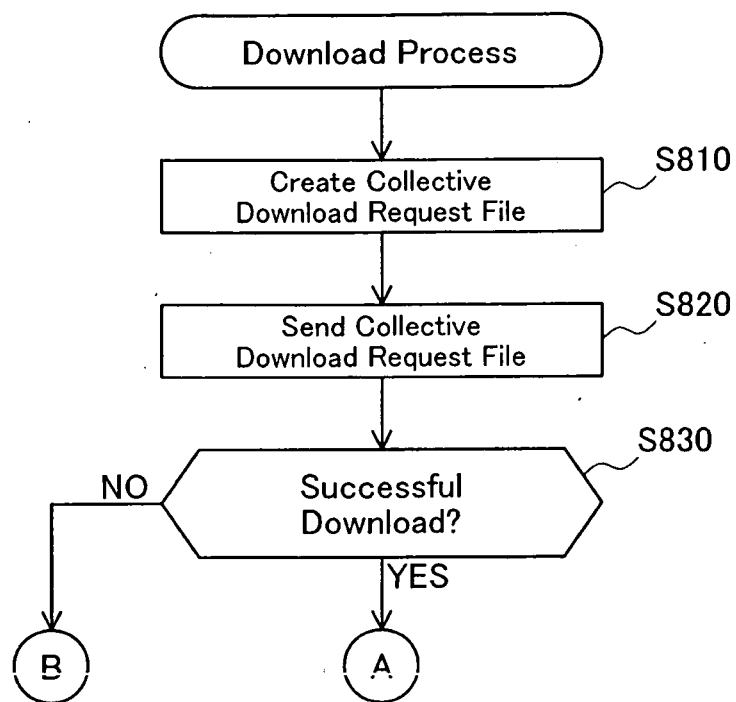 Download Process
S810
Create Collective
Download Request File
S820
Send Collective
Download Request File
S830
Successful
Download?
NO
YES
B
A